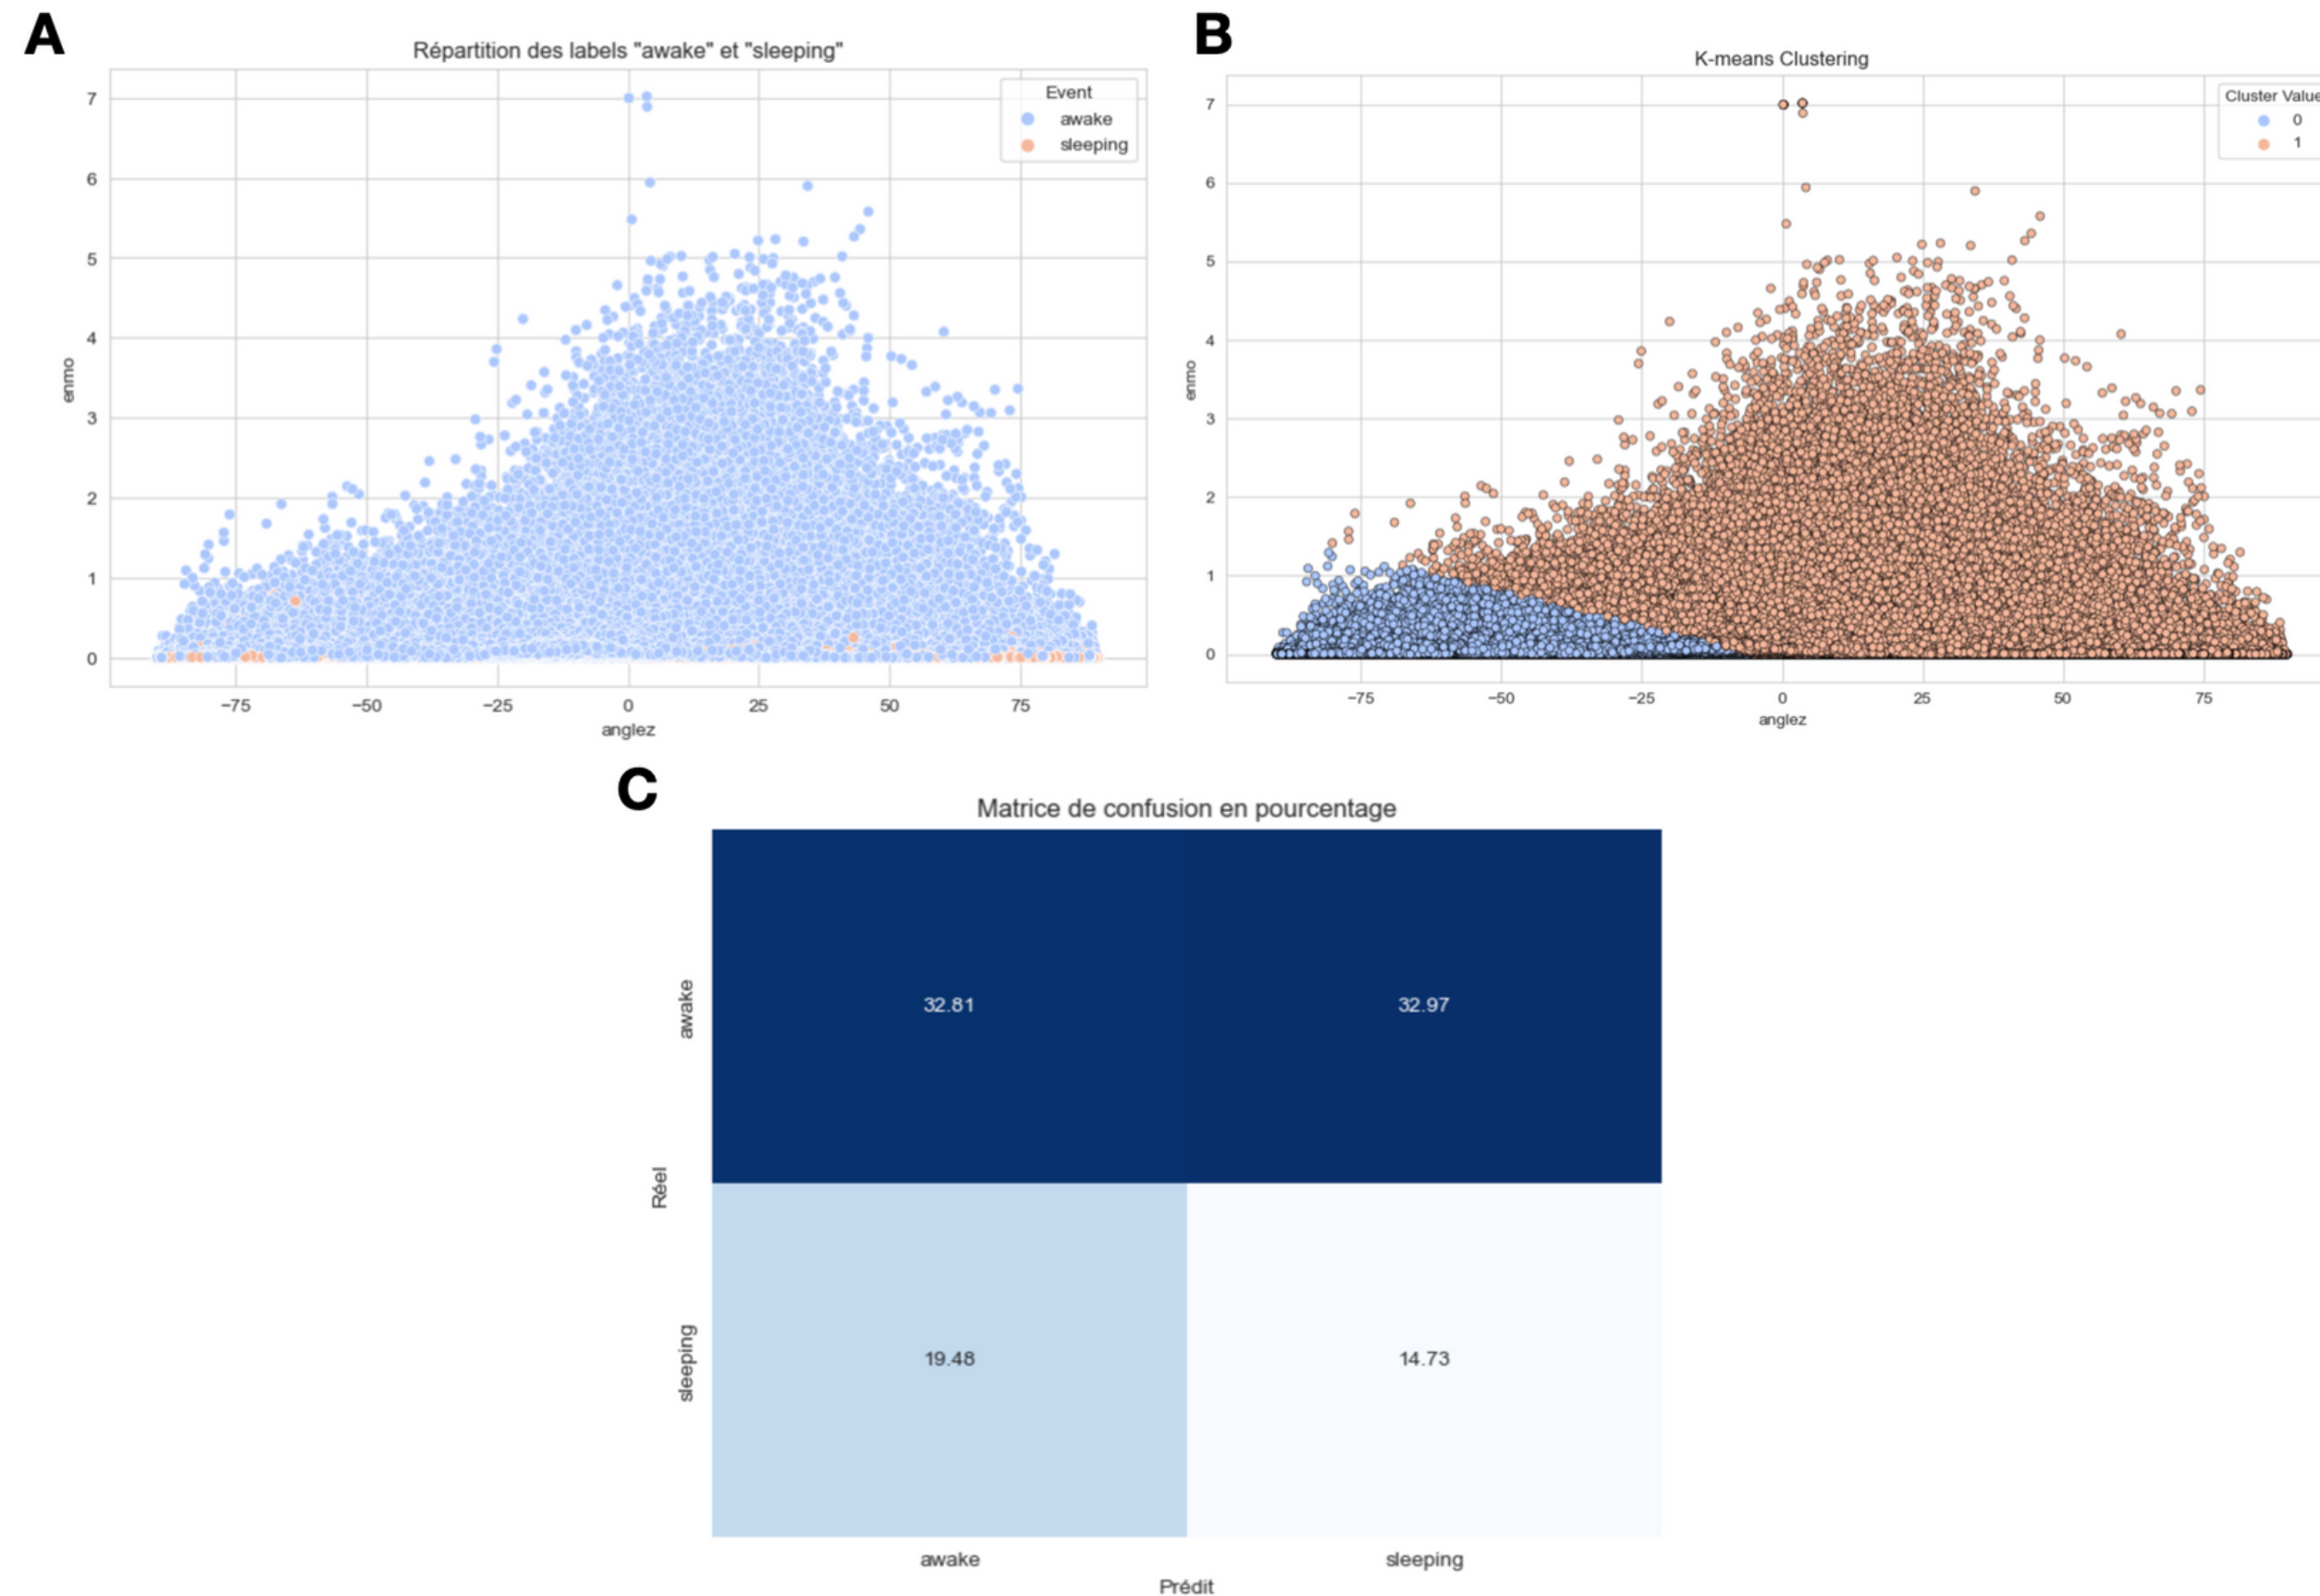 A
Répartition des labels "awake" et "sleeping"
Event
awake
sleeping
7
6
5
4
3
2
1
0
enmo
−75
−50
−25
0
25
50
75
anglez
B
K-means Clustering
Cluster Value
0
1
7
6
5
4
3
2
1
0
enmo
−75
−50
−25
0
25
50
75
anglez
C
Matrice de confusion en pourcentage
awake
32.81
32.97
Réel
sleeping
19.48
14.73
awake
sleeping
Prédit